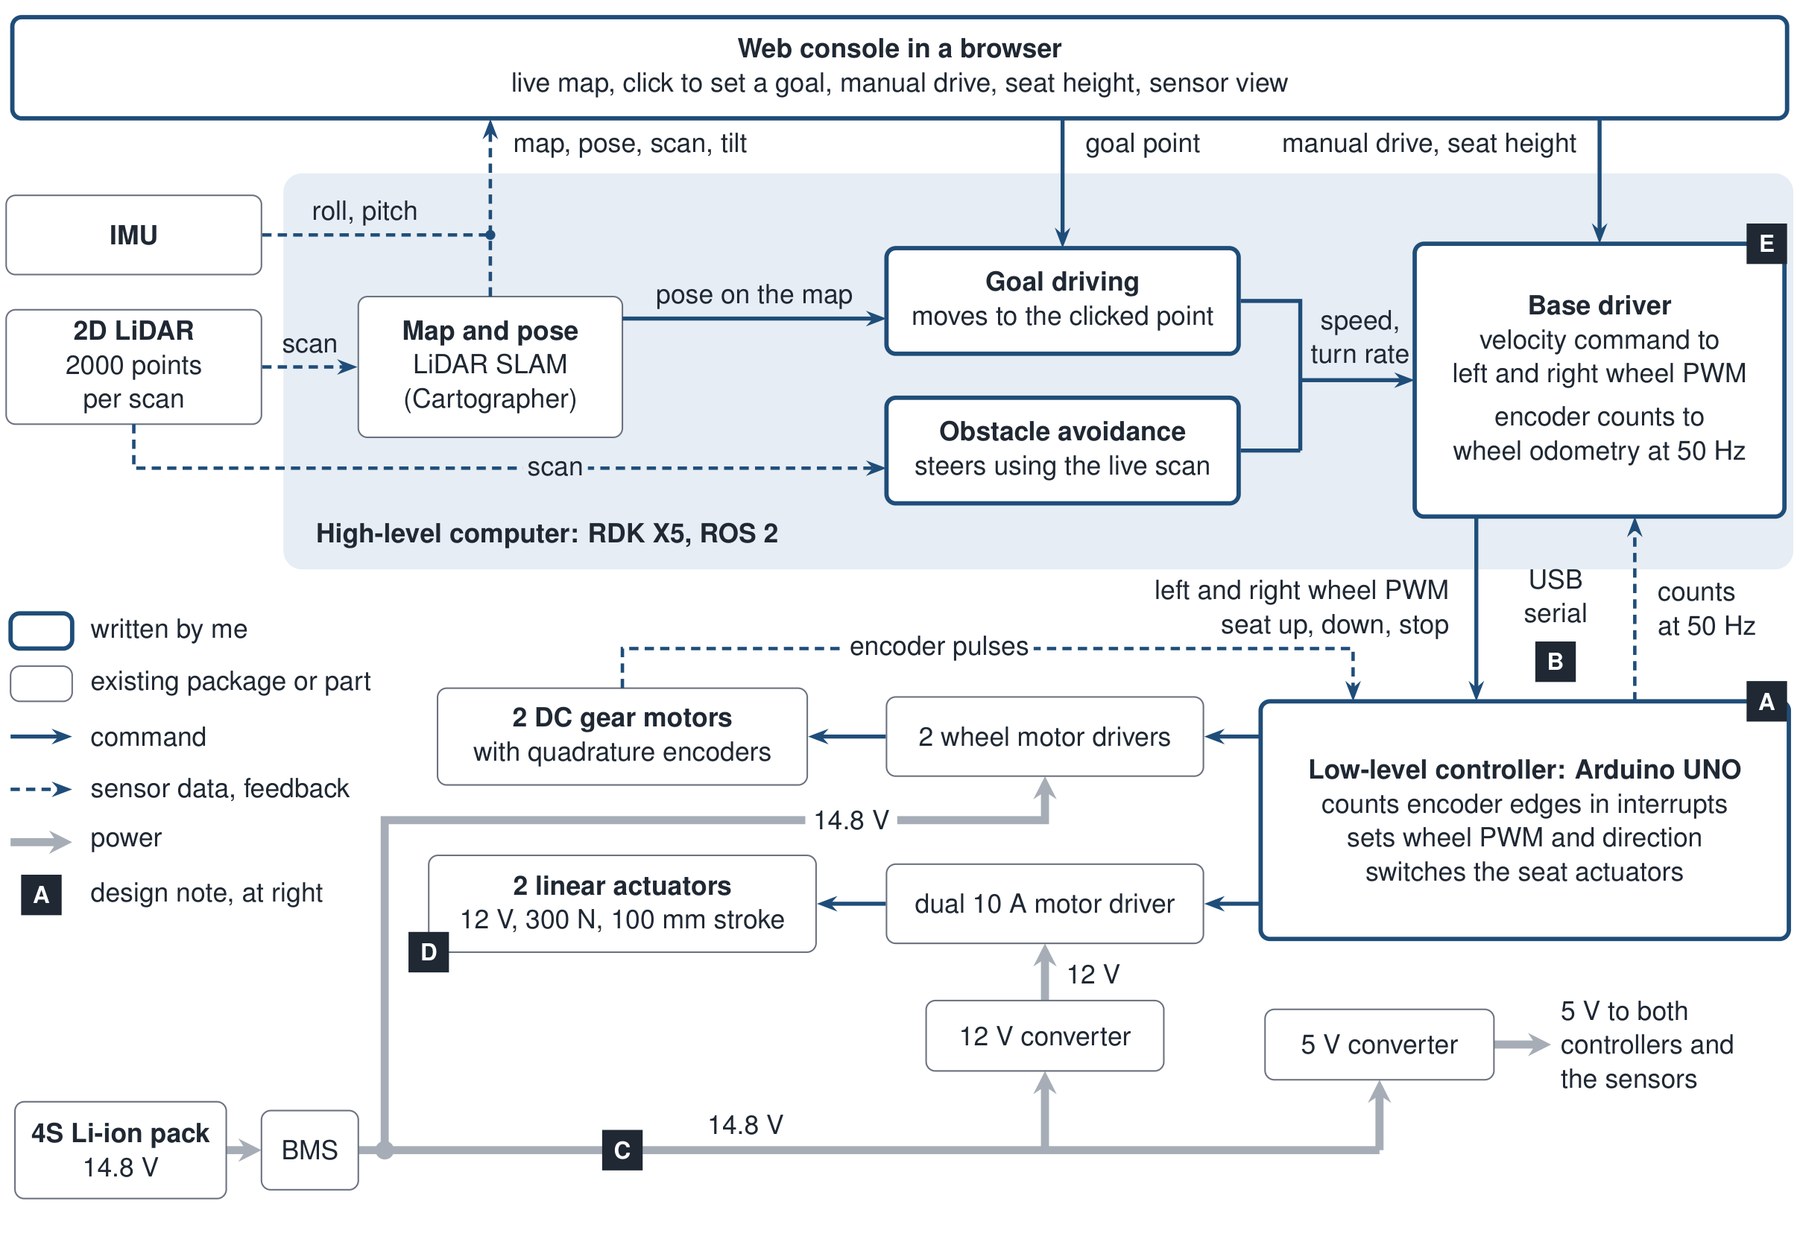 Web console in a browser
live map, click to set a goal, manual drive, seat height, sensor view
map, pose, scan, tilt
goal point
manual drive, seat height
IMU
roll, pitch
2D LiDAR
2000 points
per scan
scan
Map and pose
LiDAR SLAM
(Cartographer)
pose on the map
Goal driving
moves to the clicked point
speed,
turn rate
E
Base driver
velocity command to
left and right wheel PWM
encoder counts to
wheel odometry at 50 Hz
Obstacle avoidance
steers using the live scan
scan
High-level computer: RDK X5, ROS 2
left and right wheel PWM
seat up, down, stop
USB
serial
B
counts
at 50 Hz
written by me
existing package or part
command
sensor data, feedback
power
A
design note, at right
encoder pulses
2 DC gear motors
with quadrature encoders
2 wheel motor drivers
A
Low-level controller: Arduino UNO
counts encoder edges in interrupts
sets wheel PWM and direction
switches the seat actuators
14.8 V
2 linear actuators
12 V, 300 N, 100 mm stroke
D
dual 10 A motor driver
12 V
12 V converter
5 V converter
5 V to both
controllers and
the sensors
4S Li-ion pack
14.8 V
BMS
C
14.8 V